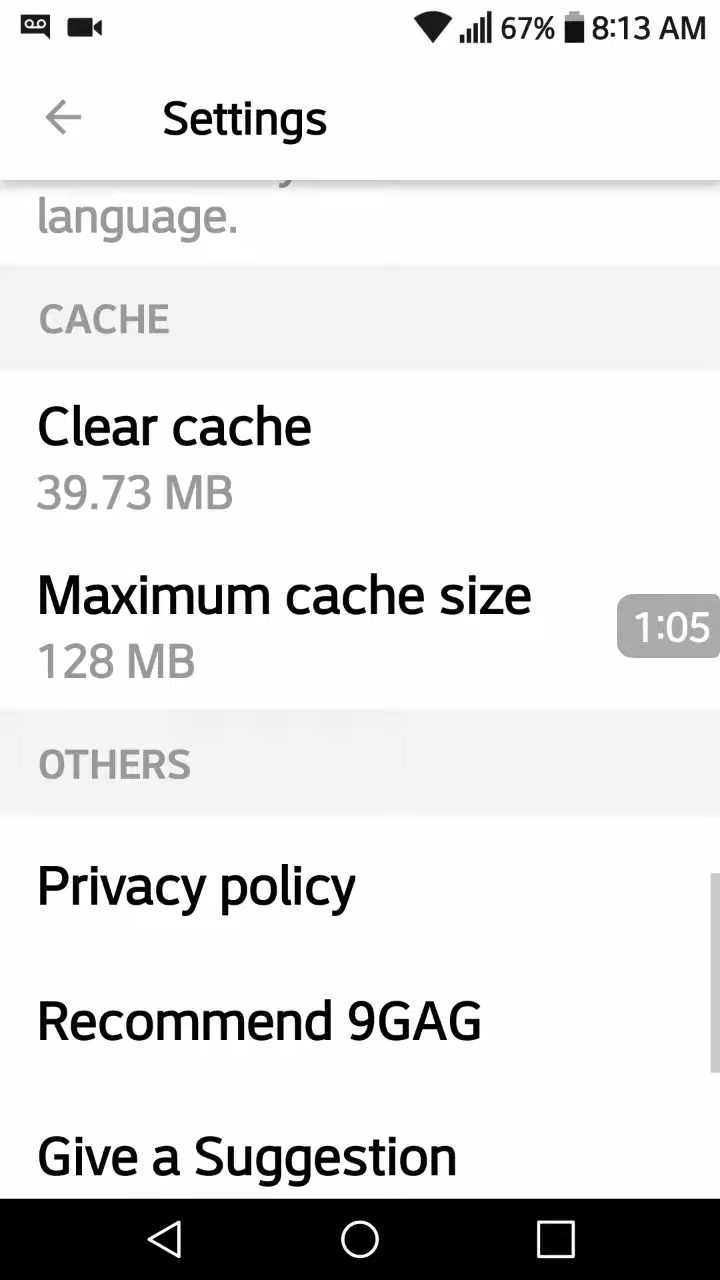 67% 8:13 AM
Settings
language.
CACHE
Clear cache
39.73 MB
Maximum cache size
1:05
128 MB
OTHERS
Privacy policy
Recommend 9GAG
Give a Suggestion